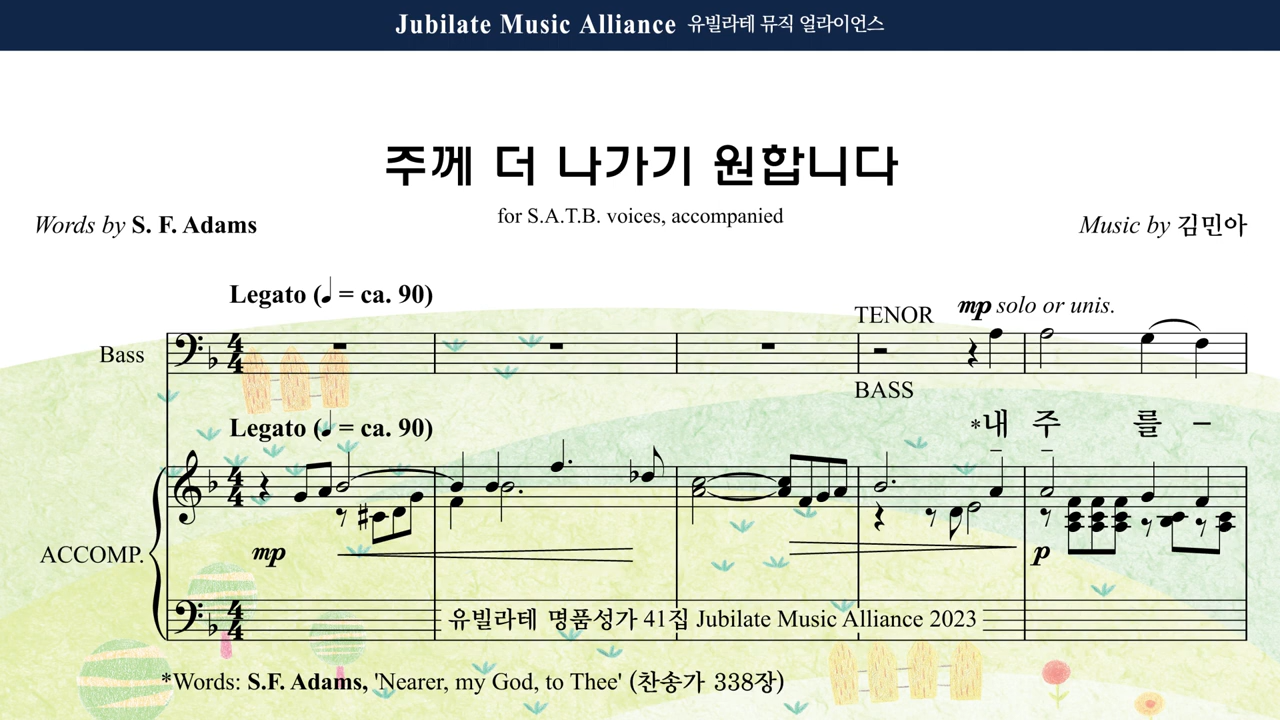 Jubilate Music Alliance 유빌라테 뮤직 얼라이언스
주께 더 나가기 원합니다
for S.A.T.B. voices, accompanied
Words by S. F. Adams
Music by 김민아
Legato (♩ = ca. 90)
TENOR mp solo or unis.
Bass
BASS
*내 주 를 –
Legato (♩ = ca. 90)
ACCOMP.
mp
p
유빌라테 명품성가 41집 Jubilate Music Alliance 2023
*Words: S.F. Adams, 'Nearer, my God, to Thee' (찬송가 338장)